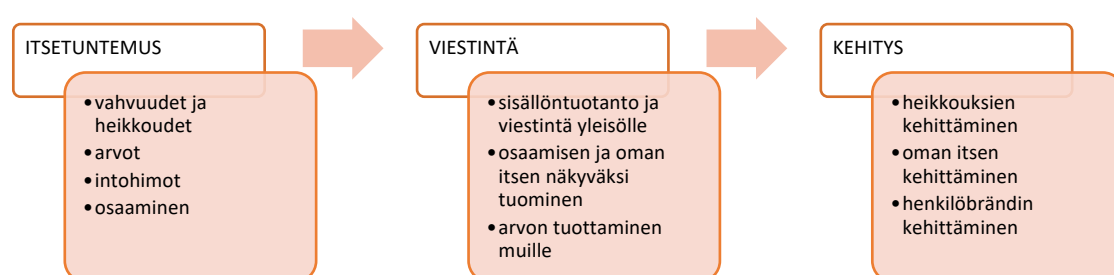 ITSETUNTEMUS
•vahvuudet ja
heikkoudet
•arvot
•intohimot
•osaaminen
VIESTINTÄ
•sisällöntuotanto ja
viestintä yleisölle
•osaamisen ja oman
itsen näkyväksi
tuominen
•arvon tuottaminen
muille
KEHITYS
•heikkouksien
kehittäminen
•oman itsen
kehittäminen
•henkilöbrändin
kehittäminen